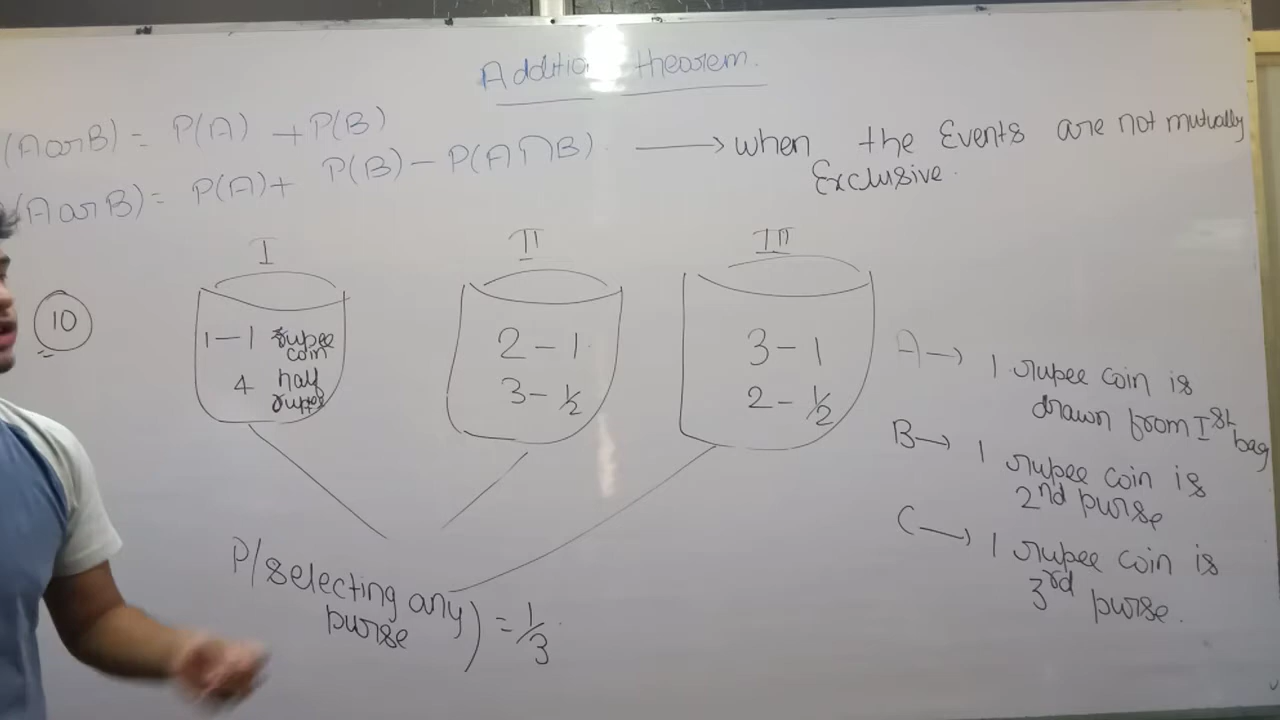 Addition theorem.
(A or B) = P(A) + P(B)
(A or B) = P(A) + P(B) - P(A∩B) → when the Events are not mutually
Exclusive.
I II III
10
1-1 rupee
coin
4 half
rupee
2-1
3-½
3-1
2-½
A → 1 rupee coin is
drawn from Ist bag
B → 1 rupee coin is
2nd purse
C → 1 rupee coin is
3rd purse.
P(selecting any
purse) = 1/3